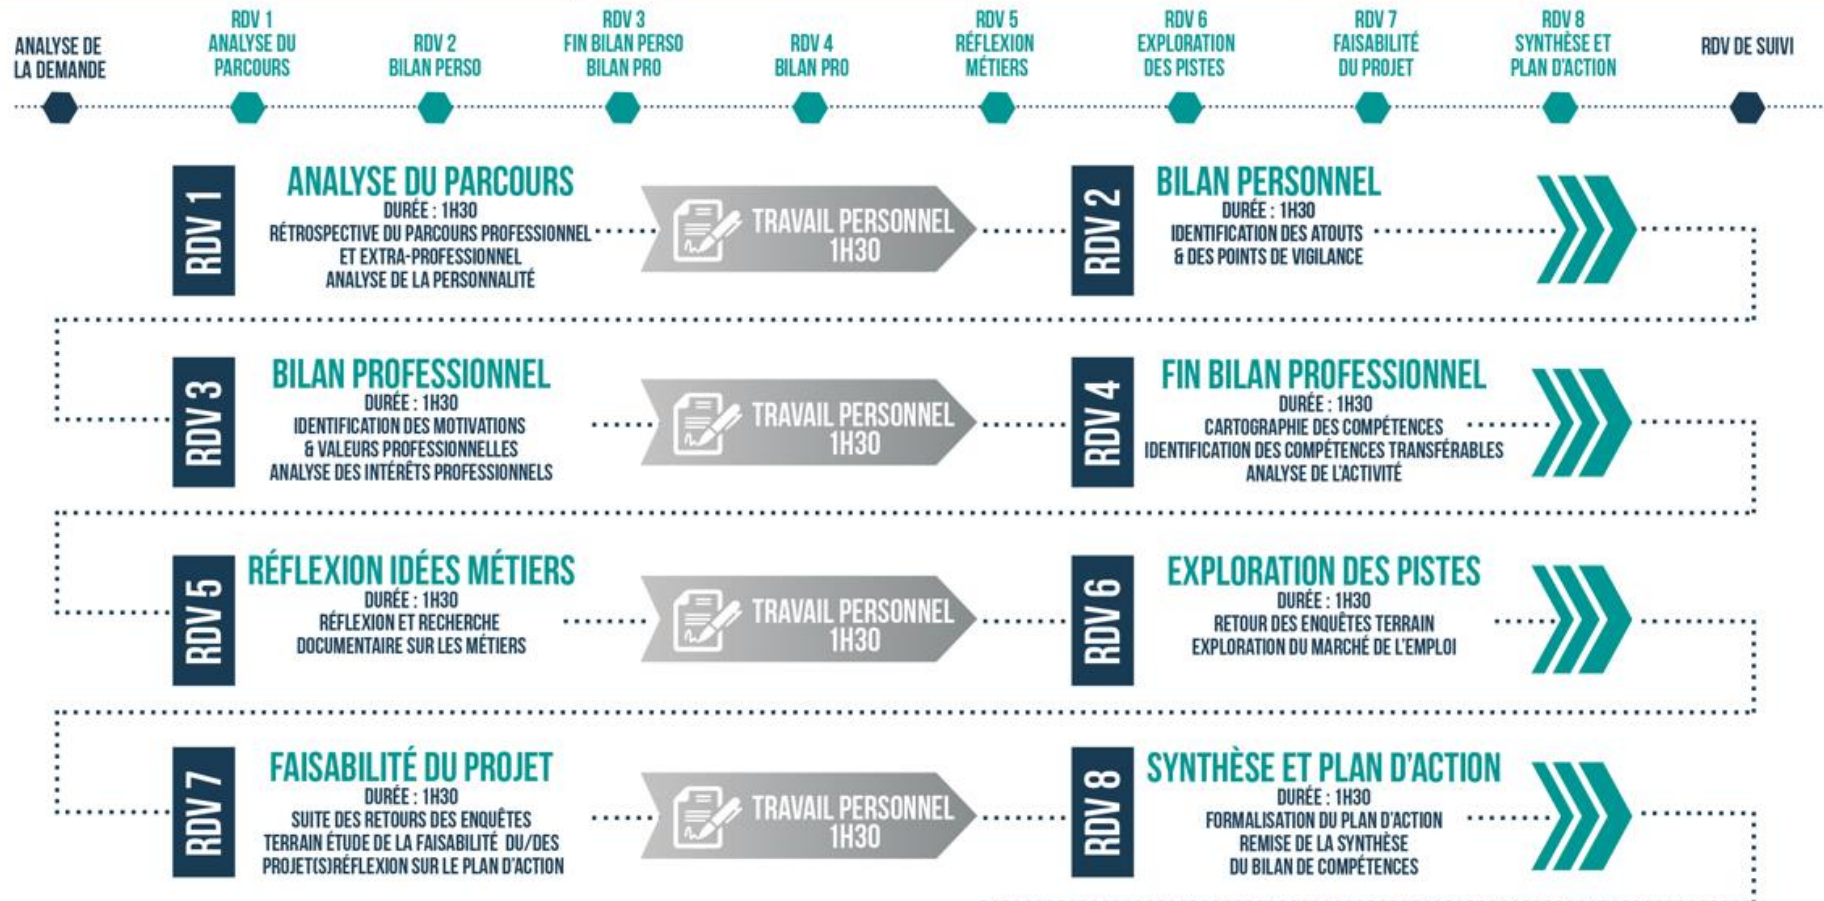 ANALYSE DE
LA DEMANDE
RDV 1
ANALYSE DU
PARCOURS
RDV 2
BILAN PERSO
RDV 3
FIN BILAN PERSO
BILAN PRO
RDV 4
BILAN PRO
RDV 5
RÉFLEXION
MÉTIERS
RDV 6
EXPLORATION
DES PISTES
RDV 7
FAISABILITÉ
DU PROJET
RDV 8
SYNTHÈSE ET
PLAN D'ACTION
RDV DE SUIVI
RDV 1
ANALYSE DU PARCOURS
DURÉE : 1H30
RÉTROSPECTIVE DU PARCOURS PROFESSIONNEL
ET EXTRA-PROFESSIONNEL
ANALYSE DE LA PERSONNALITÉ
TRAVAIL PERSONNEL
1H30
RDV 2
BILAN PERSONNEL
DURÉE : 1H30
IDENTIFICATION DES ATOUTS
& DES POINTS DE VIGILANCE
RDV 3
BILAN PROFESSIONNEL
DURÉE : 1H30
IDENTIFICATION DES MOTIVATIONS
& VALEURS PROFESSIONNELLES
ANALYSE DES INTÉRÊTS PROFESSIONNELS
TRAVAIL PERSONNEL
1H30
RDV 4
FIN BILAN PROFESSIONNEL
DURÉE : 1H30
CARTOGRAPHIE DES COMPÉTENCES
IDENTIFICATION DES COMPÉTENCES TRANSFÉRABLES
ANALYSE DE L'ACTIVITÉ
RDV 5
RÉFLEXION IDÉES MÉTIERS
DURÉE : 1H30
RÉFLEXION ET RECHERCHE
DOCUMENTAIRE SUR LES MÉTIERS
TRAVAIL PERSONNEL
1H30
RDV 6
EXPLORATION DES PISTES
DURÉE : 1H30
RETOUR DES ENQUÊTES TERRAIN
EXPLORATION DU MARCHÉ DE L'EMPLOI
RDV 7
FAISABILITÉ DU PROJET
DURÉE : 1H30
SUITE DES RETOURS DES ENQUÊTES
TERRAIN ÉTUDE DE LA FAISABILITÉ DU/DES
PROJET(S)RÉFLEXION SUR LE PLAN D'ACTION
TRAVAIL PERSONNEL
1H30
RDV 8
SYNTHÈSE ET PLAN D'ACTION
DURÉE : 1H30
FORMALISATION DU PLAN D'ACTION
REMISE DE LA SYNTHÈSE
DU BILAN DE COMPÉTENCES